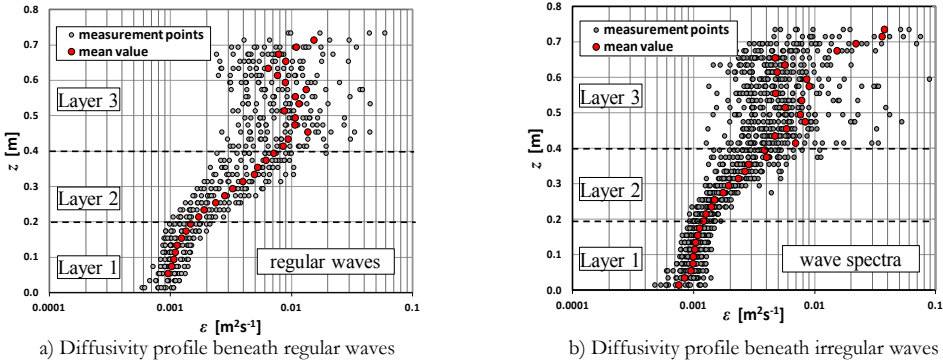 a)
0.8
0.7
0.6
0.5
0.4
0.3
0.2
0.1
0.0
z [m]
measurement points
mean value
Layer 3
Layer 2
Layer 1
regular waves
0.0001
0.001
0.01
0.1
ε [m²s⁻¹]
a) Diffusivity profile beneath regular waves
b)
0.8
0.7
0.6
0.5
0.4
0.3
0.2
0.1
0.0
z [m]
measurement points
mean value
Layer 3
Layer 2
Layer 1
wave spectra
0.0001
0.001
0.01
0.1
ε [m²s⁻¹]
b) Diffusivity profile beneath irregular waves